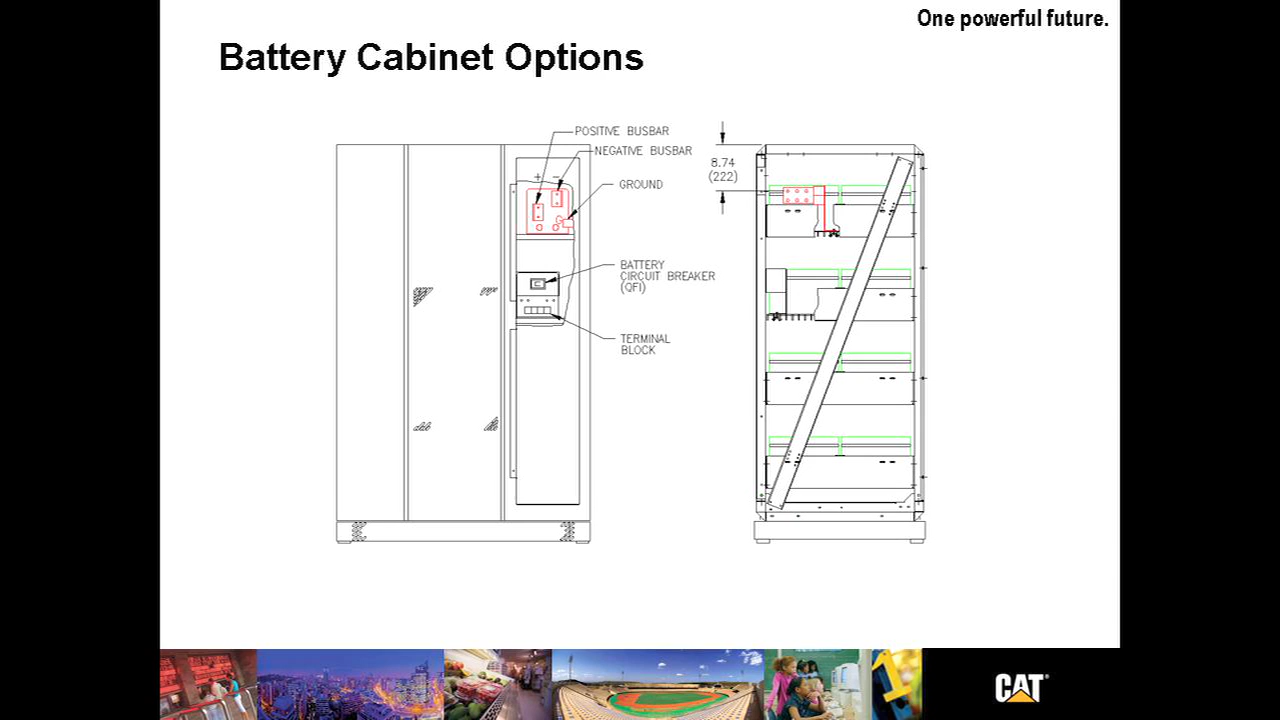 One powerful future.
Battery Cabinet Options
POSITIVE BUSBAR
NEGATIVE BUSBAR
+ –
GROUND
8.74
(222)
BATTERY
CIRCUIT BREAKER
(QF1)
TERMINAL
BLOCK
1
CAT